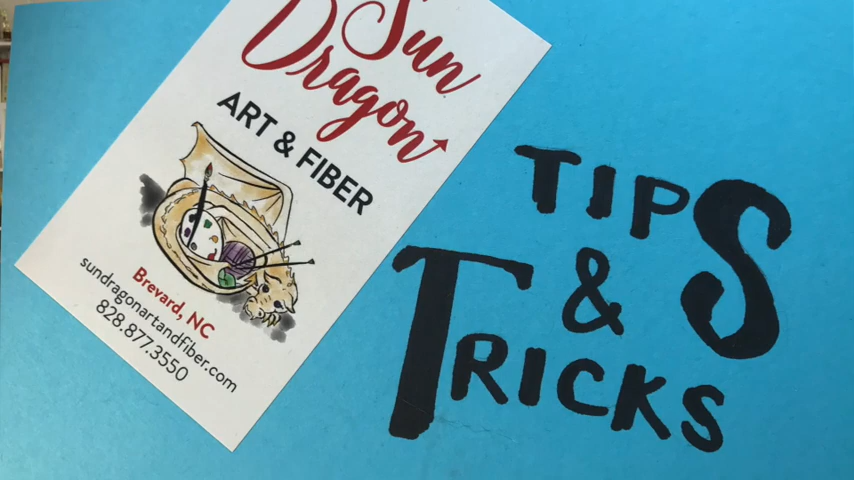 Sun
Dragon
ART & FIBER
Brevard, NC
sundragonartandfiber.com
828.877.3550
TIPS
&
TRICKS